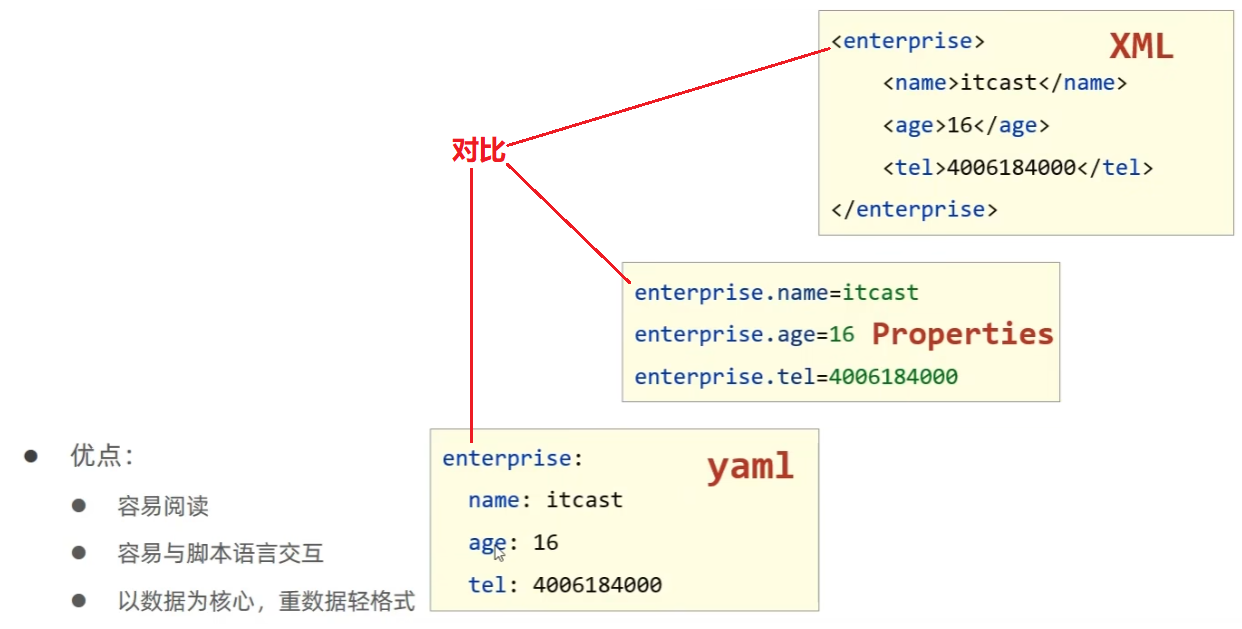 <enterprise>
XML
<name>itcast</name>
<age>16</age>
<tel>4006184000</tel>
</enterprise>
对比
enterprise.name=itcast
enterprise.age=16
Properties
enterprise.tel=4006184000
● 优点：
● 容易阅读
● 容易与脚本语言交互
● 以数据为核心，重数据轻格式
enterprise:
yaml
name: itcast
age: 16
tel: 4006184000